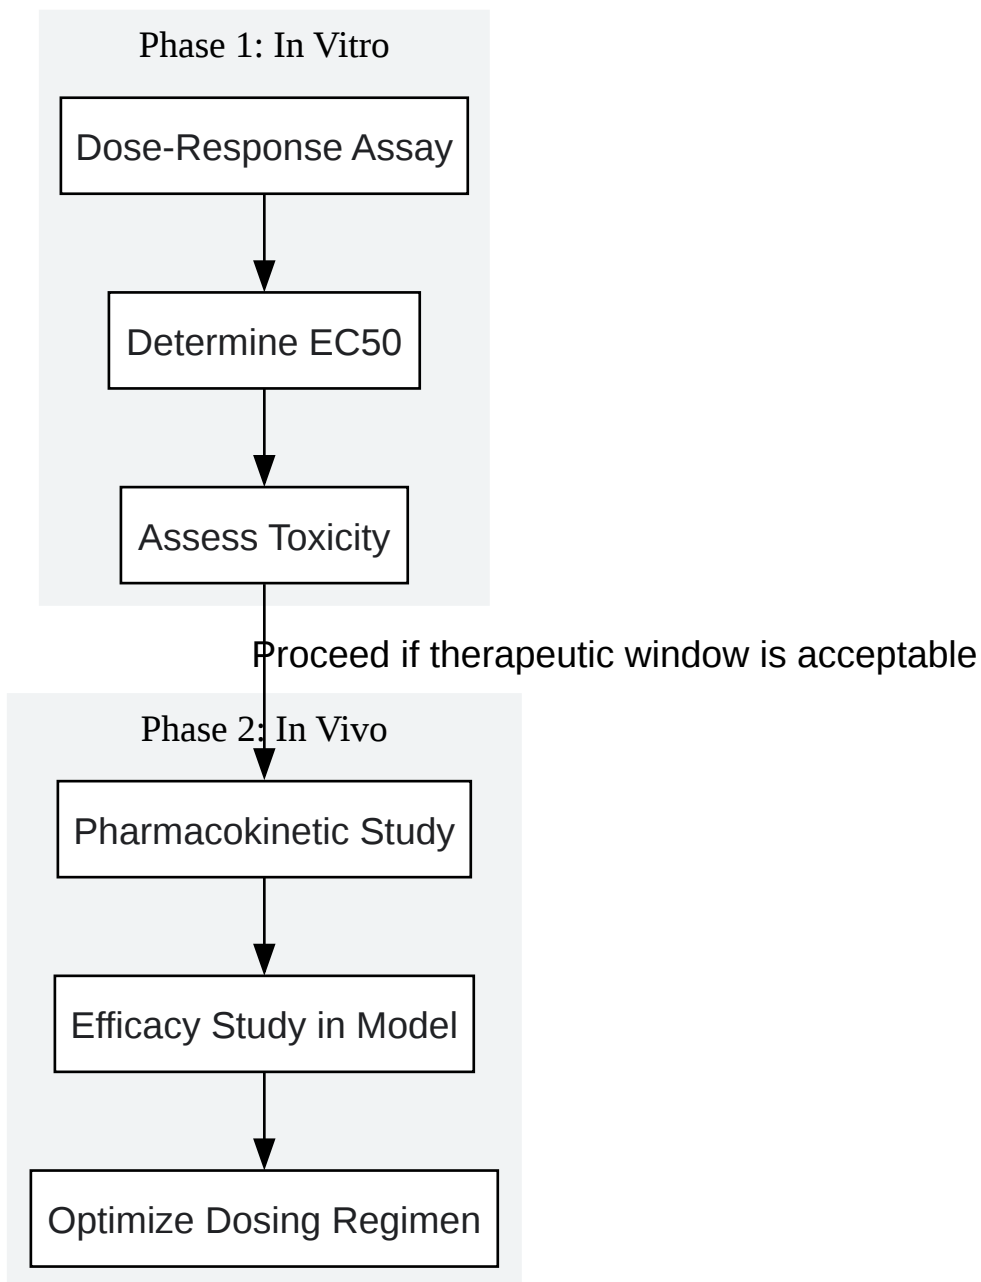 Phase 1: In Vitro
Dose-Response Assay
Determine EC50
Assess Toxicity
Proceed if therapeutic window is acceptable
Phase 2: In Vivo
Pharmacokinetic Study
Efficacy Study in Model
Optimize Dosing Regimen